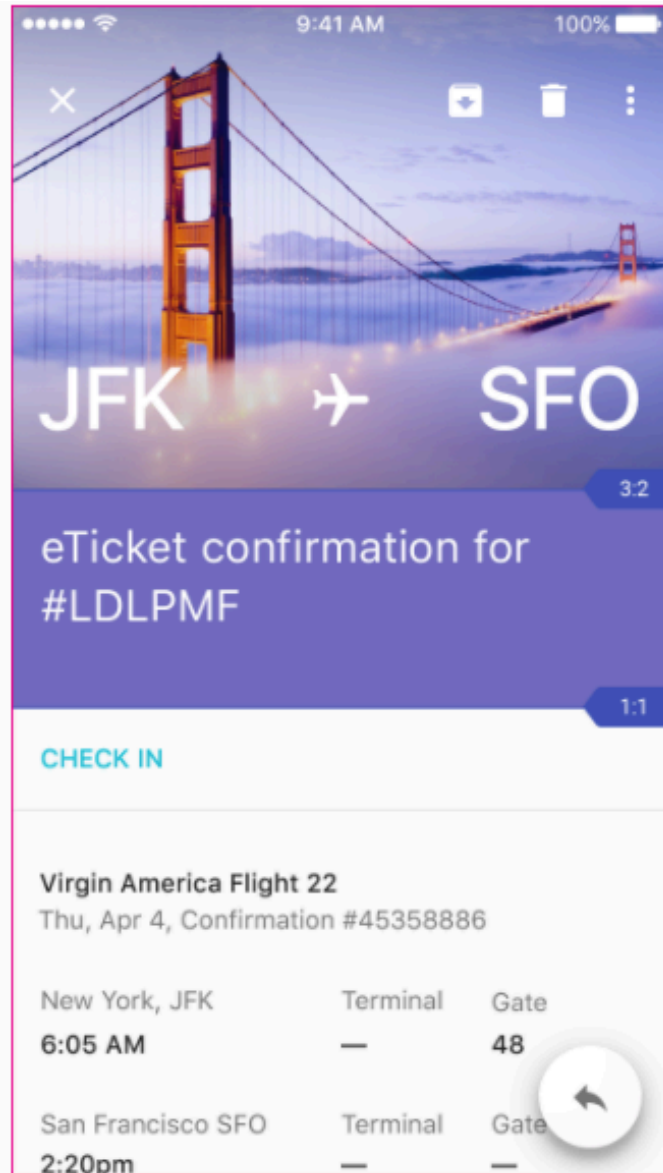 9:41 AM 100%
JFK SFO
3:2
eTicket confirmation for
#LDLPMF
1:1
CHECK IN
Virgin America Flight 22
Thu, Apr 4, Confirmation #45358886
New York, JFK Terminal Gate
6:05 AM — 48
San Francisco SFO Terminal Gate
2:20pm — —